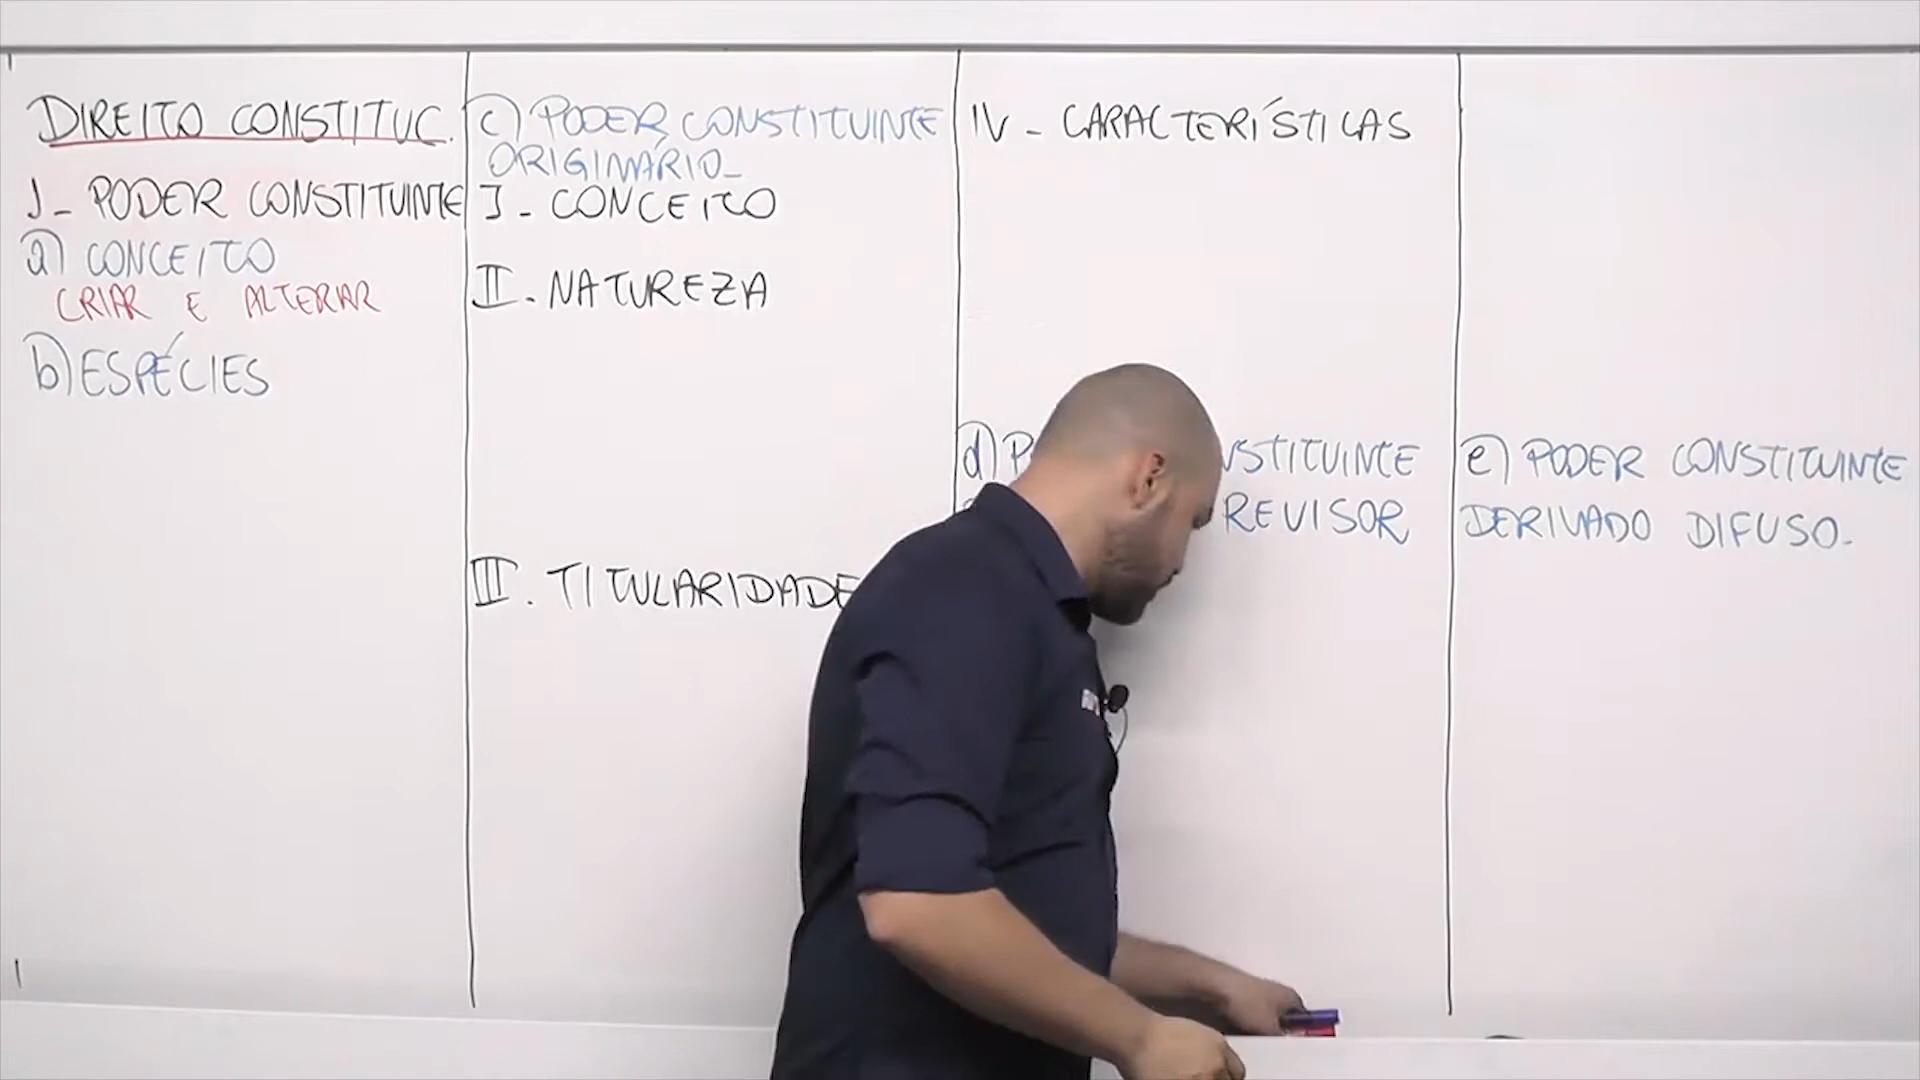 DIREITO CONSTITUC.
I - PODER CONSTITUINTE
a) CONCEITO
CRIAR E ALTERAR
b) ESPÉCIES
c) PODER CONSTITUINTE
ORIGINÁRIO -
I - CONCEITO
II. NATUREZA
III. TITULARIDADE
IV - CARACTERÍSTICAS
d) P STITUINTE
REVISOR
e) PODER CONSTITUINTE
DERIVADO DIFUSO.